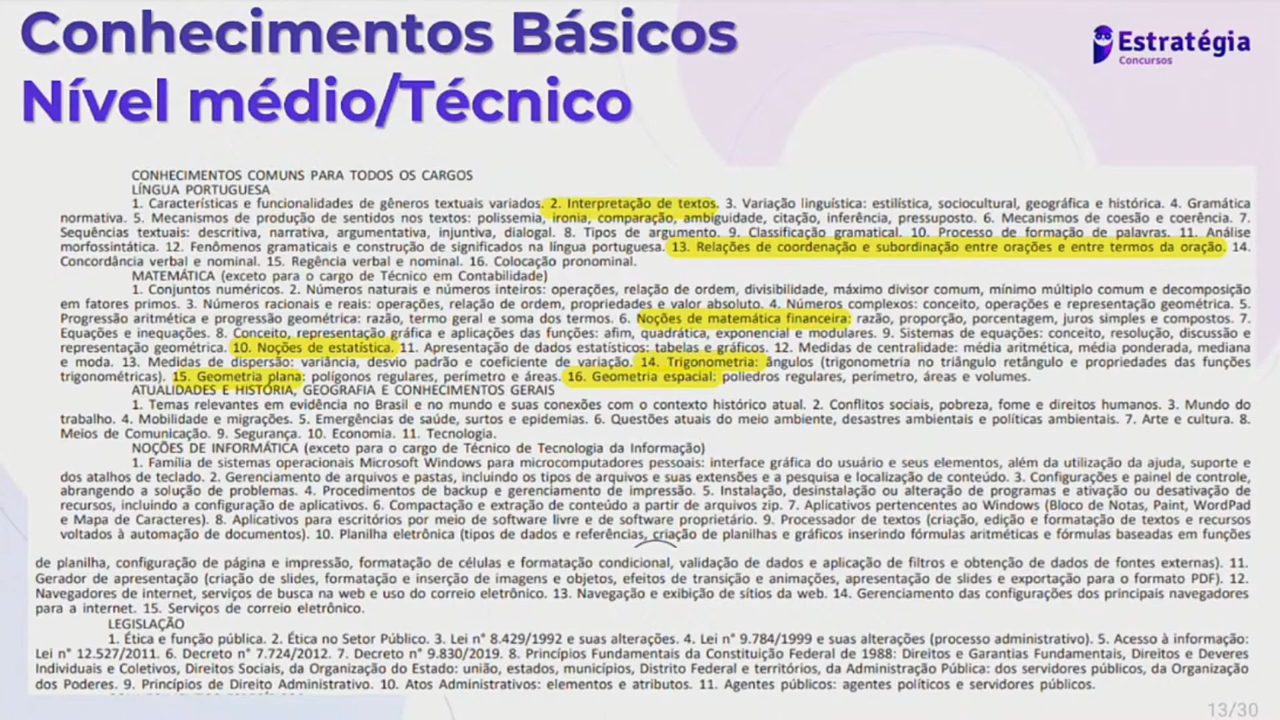 Conhecimentos Básicos
Nível médio/Técnico
Estratégia
Concursos
CONHECIMENTOS COMUNS PARA TODOS OS CARGOS
LÍNGUA PORTUGUESA
1. Características e funcionalidades de gêneros textuais variados. 2. Interpretação de textos. 3. Variação linguística: estilística, sociocultural, geográfica e histórica. 4. Gramática
normativa. 5. Mecanismos de produção de sentidos nos textos: polissemia, ironia, comparação, ambiguidade, citação, inferência, pressuposto. 6. Mecanismos de coesão e coerência. 7.
Sequências textuais: descritiva, narrativa, argumentativa, injuntiva, dialogal. 8. Tipos de argumento. 9. Classificação gramatical. 10. Processo de formação de palavras. 11. Análise
morfossintática. 12. Fenômenos gramaticais e construção de significados na língua portuguesa. 13. Relações de coordenação e subordinação entre orações e entre termos da oração. 14.
Concordância verbal e nominal. 15. Regência verbal e nominal. 16. Colocação pronominal.
MATEMÁTICA (exceto para o cargo de Técnico em Contabilidade)
1. Conjuntos numéricos. 2. Números naturais e números inteiros: operações, relação de ordem, divisibilidade, máximo divisor comum, mínimo múltiplo comum e decomposição
em fatores primos. 3. Números racionais e reais: operações, relação de ordem, propriedades e valor absoluto. 4. Números complexos: conceito, operações e representação geométrica. 5.
Progressão aritmética e progressão geométrica: razão, termo geral e soma dos termos. 6. Noções de matemática financeira: razão, proporção, porcentagem, juros simples e compostos. 7.
Equações e inequações. 8. Conceito, representação gráfica e aplicações das funções: afim, quadrática, exponencial e modulares. 9. Sistemas de equações: conceito, resolução, discussão e
representação geométrica. 10. Noções de estatística. 11. Apresentação de dados estatísticos: tabelas e gráficos. 12. Medidas de centralidade: média aritmética, média ponderada, mediana
e moda. 13. Medidas de dispersão: variância, desvio padrão e coeficiente de variação. 14. Trigonometria: ângulos (trigonometria no triângulo retângulo e propriedades das funções
trigonométricas). 15. Geometria plana: polígonos regulares, perímetro e áreas. 16. Geometria espacial: poliedros regulares, perímetro, áreas e volumes.
ATUALIDADES E HISTÓRIA, GEOGRAFIA E CONHECIMENTOS GERAIS
1. Temas relevantes em evidência no Brasil e no mundo e suas conexões com o contexto histórico atual. 2. Conflitos sociais, pobreza, fome e direitos humanos. 3. Mundo do
trabalho. 4. Mobilidade e migrações. 5. Emergências de saúde, surtos e epidemias. 6. Questões atuais do meio ambiente, desastres ambientais e políticas ambientais. 7. Arte e cultura. 8.
Meios de Comunicação. 9. Segurança. 10. Economia. 11. Tecnologia.
NOÇÕES DE INFORMÁTICA (exceto para o cargo de Técnico de Tecnologia da Informação)
1. Família de sistemas operacionais Microsoft Windows para microcomputadores pessoais: interface gráfica do usuário e seus elementos, além da utilização da ajuda, suporte e
dos atalhos de teclado. 2. Gerenciamento de arquivos e pastas, incluindo os tipos de arquivos e suas extensões e a pesquisa e localização de conteúdo. 3. Configurações e painel de controle,
abrangendo a solução de problemas. 4. Procedimentos de backup e gerenciamento de impressão. 5. Instalação, desinstalação ou alteração de programas e ativação ou desativação de
recursos, incluindo a configuração de aplicativos. 6. Compactação e extração de conteúdo a partir de arquivos zip. 7. Aplicativos pertencentes ao Windows (Bloco de Notas, Paint, WordPad
e Mapa de Caracteres). 8. Aplicativos para escritórios por meio de software livre e de software proprietário. 9. Processador de textos (criação, edição e formatação de textos e recursos
voltados à automação de documentos). 10. Planilha eletrônica (tipos de dados e referências, criação de planilhas e gráficos inserindo fórmulas aritméticas e fórmulas baseadas em funções
de planilha, configuração de página e impressão, formatação de células e formatação condicional, validação de dados e aplicação de filtros e obtenção de dados de fontes externas). 11.
Gerador de apresentação (criação de slides, formatação e inserção de imagens e objetos, efeitos de transição e animações, apresentação de slides e exportação para o formato PDF). 12.
Navegadores de internet, serviços de busca na web e uso do correio eletrônico. 13. Navegação e exibição de sítios da web. 14. Gerenciamento das configurações dos principais navegadores
para a internet. 15. Serviços de correio eletrônico.
LEGISLAÇÃO
1. Ética e função pública. 2. Ética no Setor Público. 3. Lei n° 8.429/1992 e suas alterações. 4. Lei n° 9.784/1999 e suas alterações (processo administrativo). 5. Acesso à informação:
Lei n° 12.527/2011. 6. Decreto n° 7.724/2012. 7. Decreto n° 9.830/2019. 8. Princípios Fundamentais da Constituição Federal de 1988: Direitos e Garantias Fundamentais, Direitos e Deveres
Individuais e Coletivos, Direitos Sociais, da Organização do Estado: união, estados, municípios, Distrito Federal e territórios, da Administração Pública: dos servidores públicos, da Organização
dos Poderes. 9. Princípios de Direito Administrativo. 10. Atos Administrativos: elementos e atributos. 11. Agentes públicos: agentes políticos e servidores públicos.
13/30